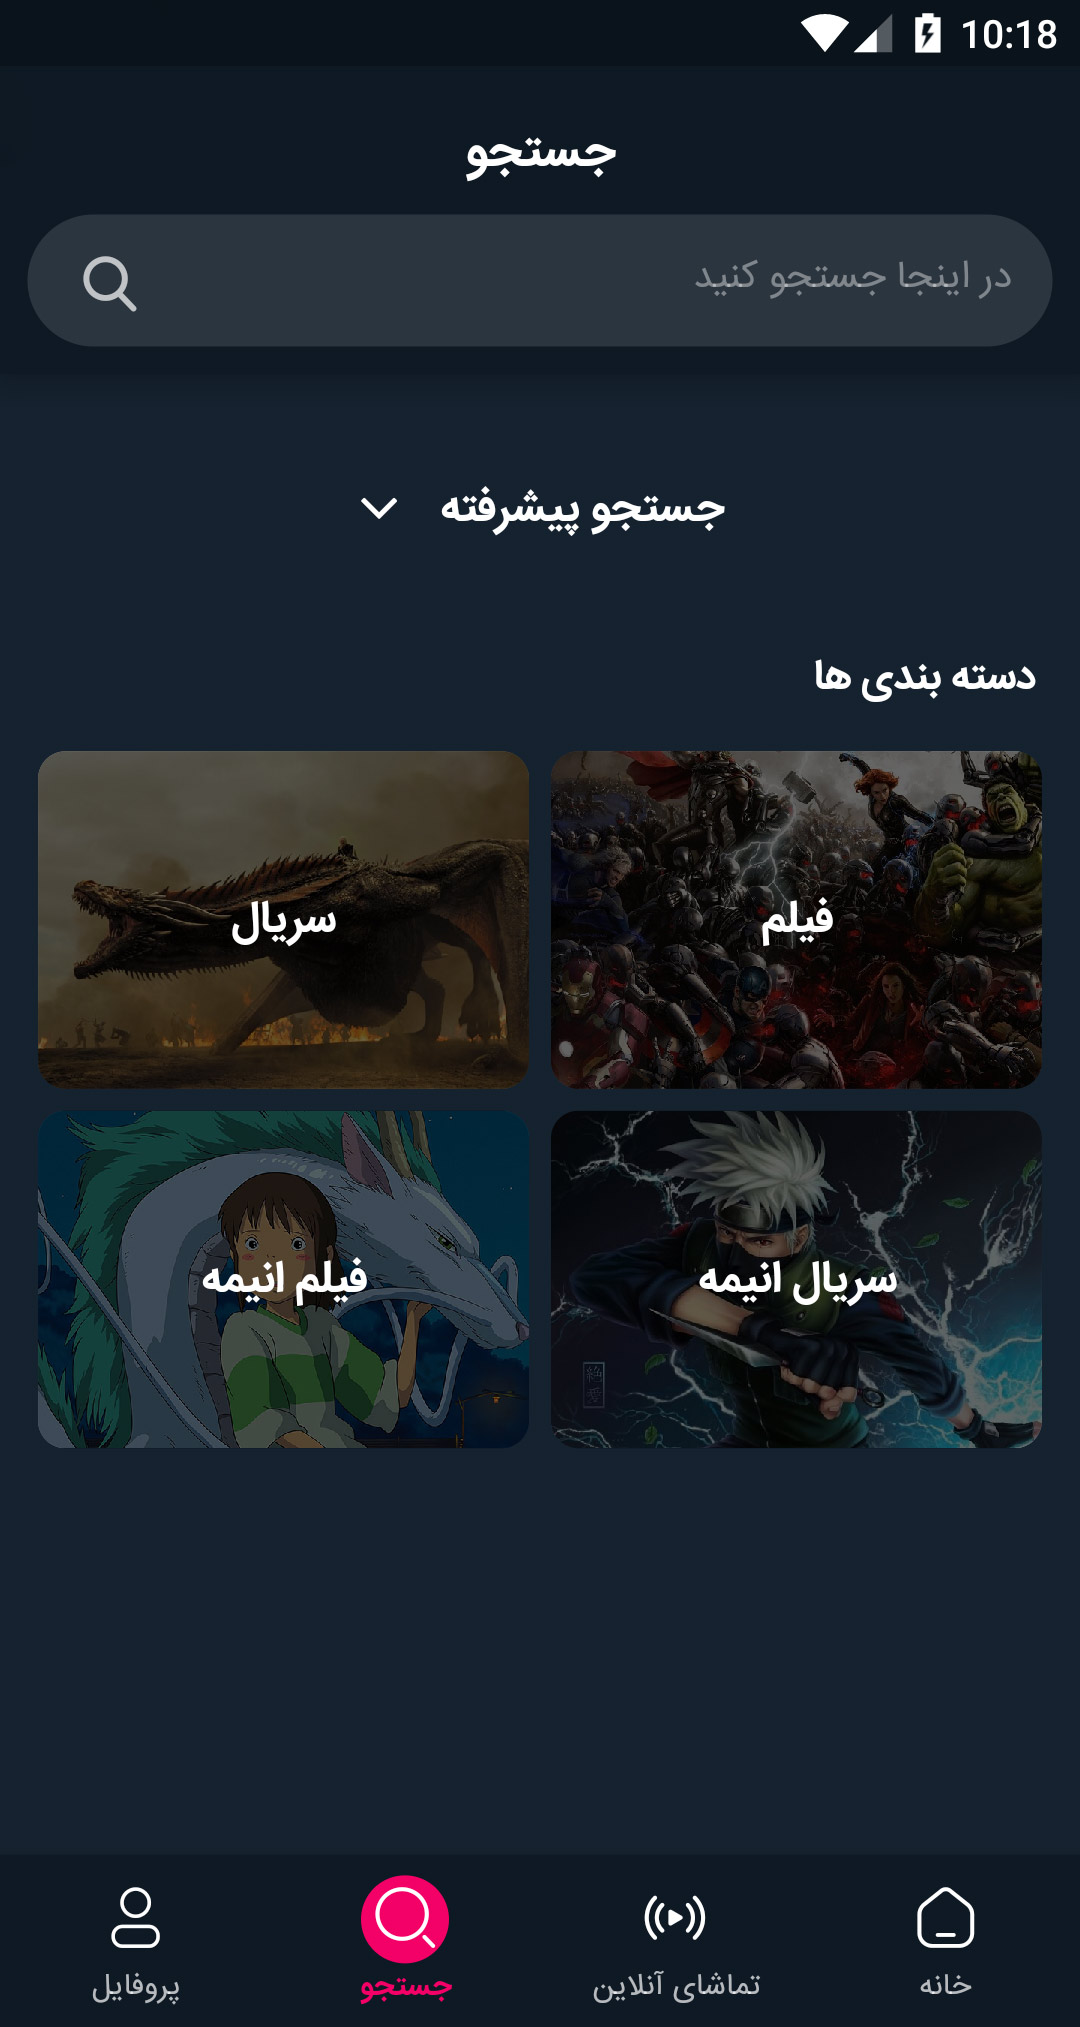 10:18
جستجو
در اینجا جستجو کنید
جستجو پیشرفته
دسته بندی ها
فیلم
سریال
سریال انیمه
فیلم انیمه
خانه
تماشای آنلاین
جستجو
پروفایل